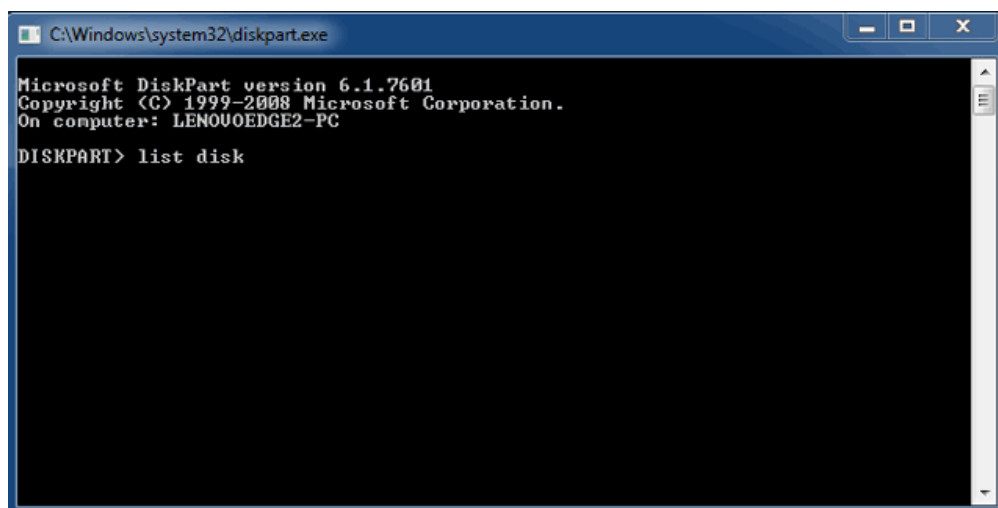 C:\Windows\system32\diskpart.exe
Microsoft DiskPart version 6.1.7601
Copyright (C) 1999-2008 Microsoft Corporation.
On computer: LENOVOEDGE2-PC
DISKPART> list disk